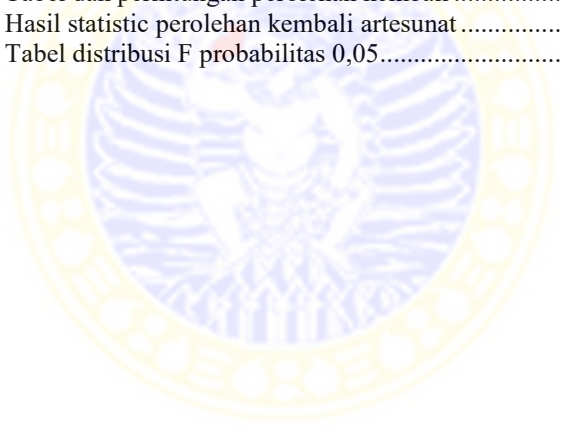 Hasil statistic perolehan kembali artesunat ...............
Tabel distribusi F probabilitas 0,05...........................